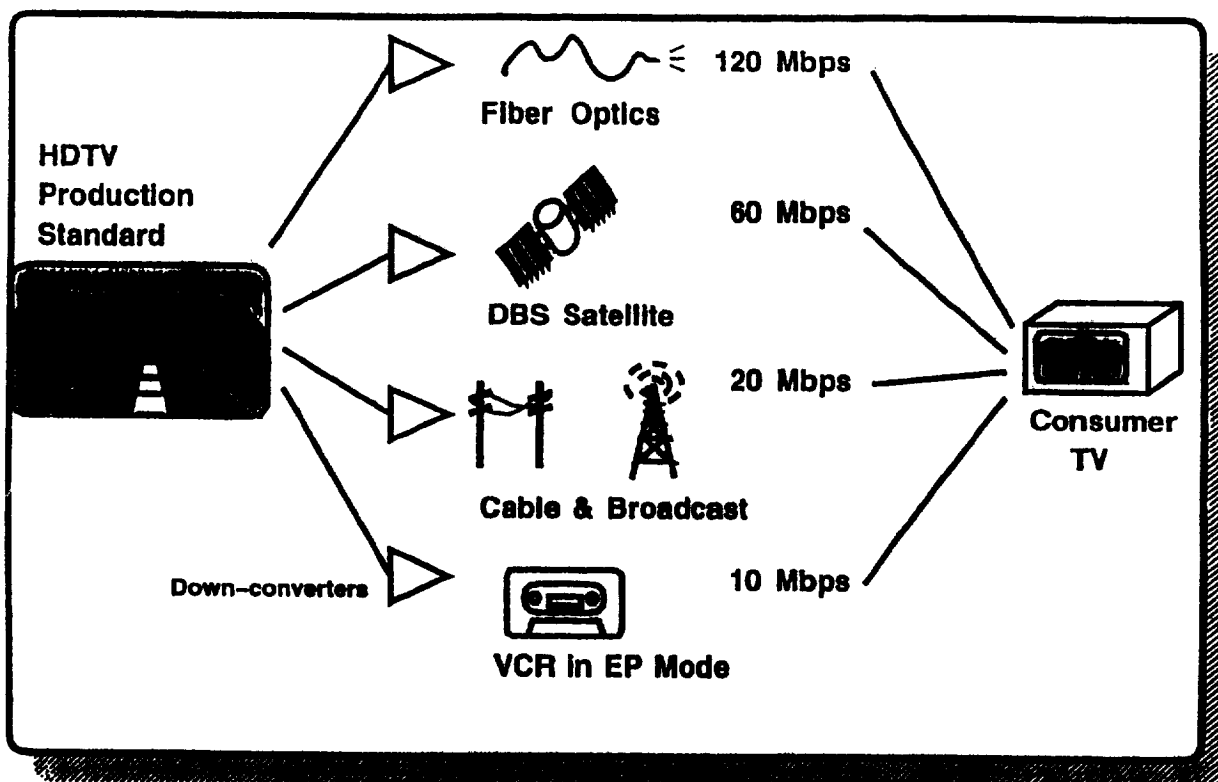 HDTV
Production
Standard
Fiber Optics
120 Mbps
DBS Satellite
60 Mbps
Cable & Broadcast
20 Mbps
Down-converters
VCR in EP Mode
10 Mbps
Consumer
TV